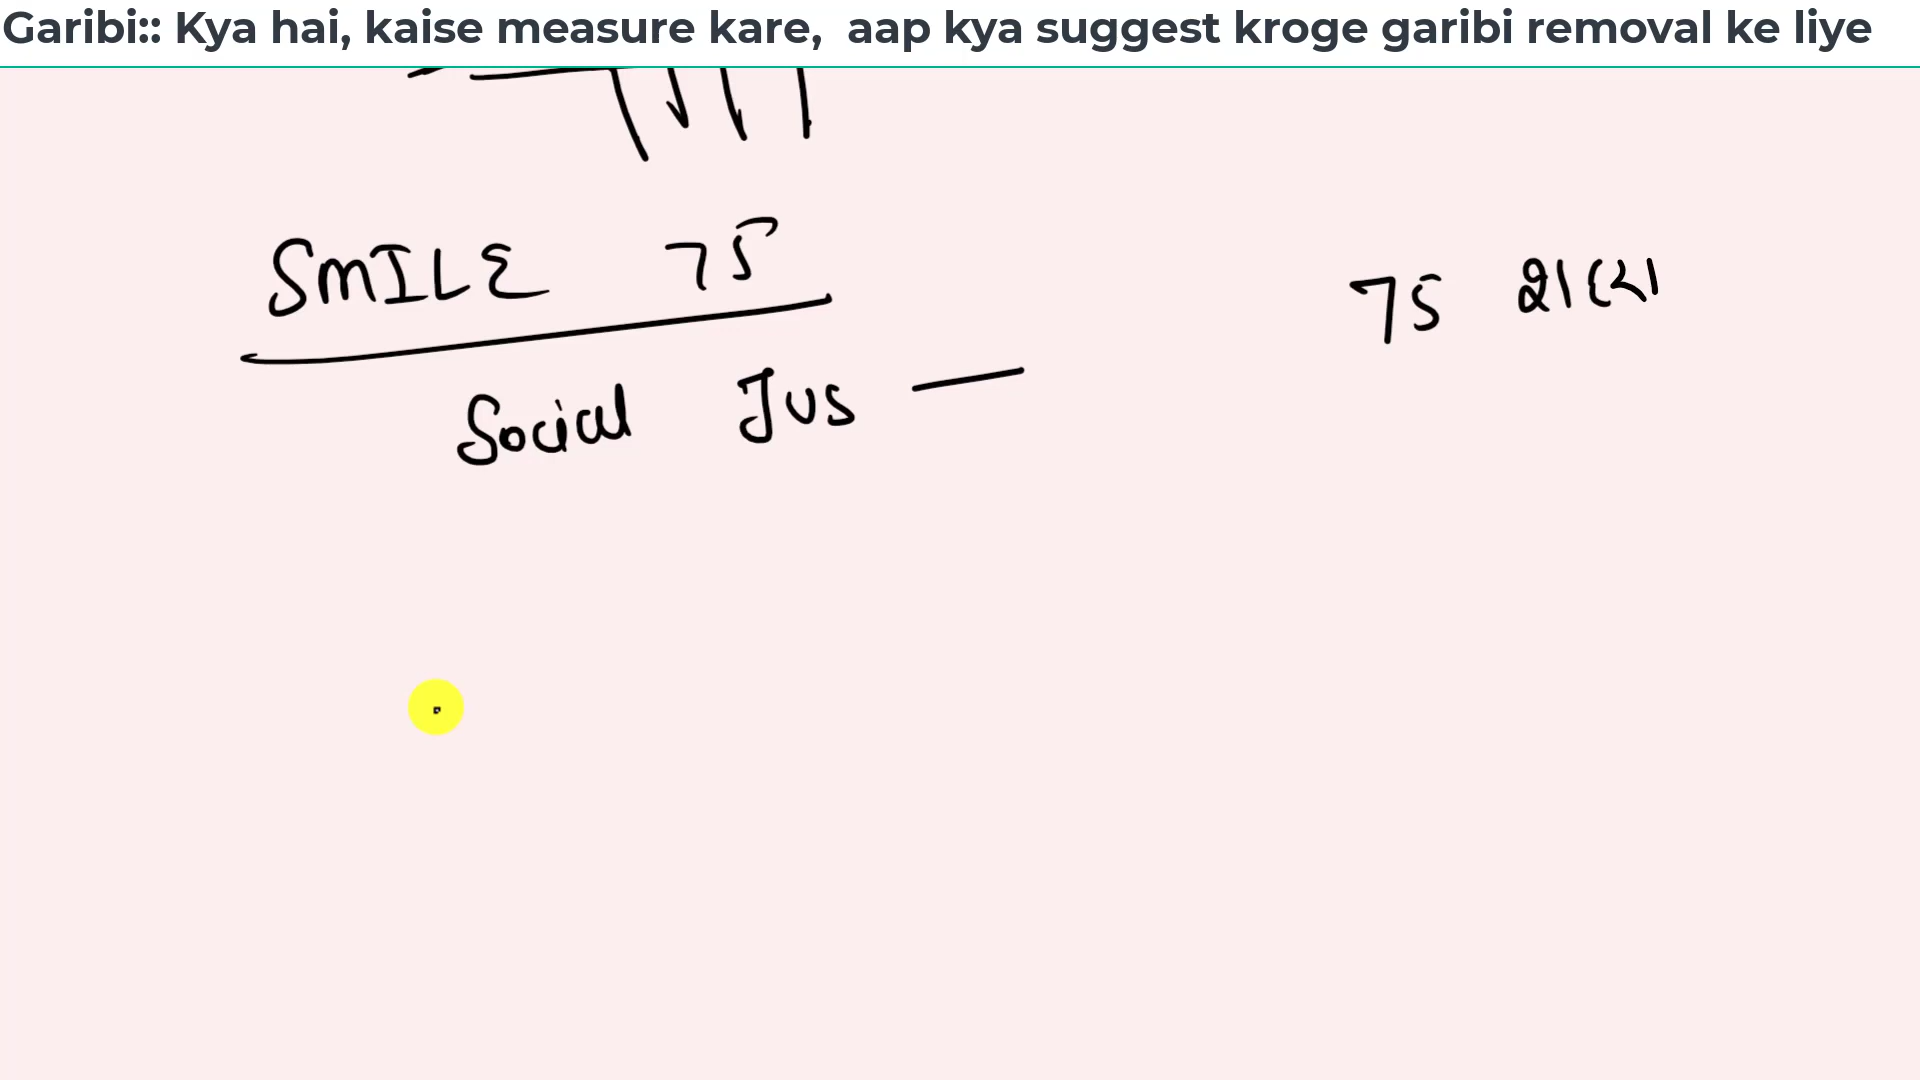 Garibi:: Kya hai, kaise measure kare, aap kya suggest kroge garibi removal ke liye
SMILE 75
75
Social Jus